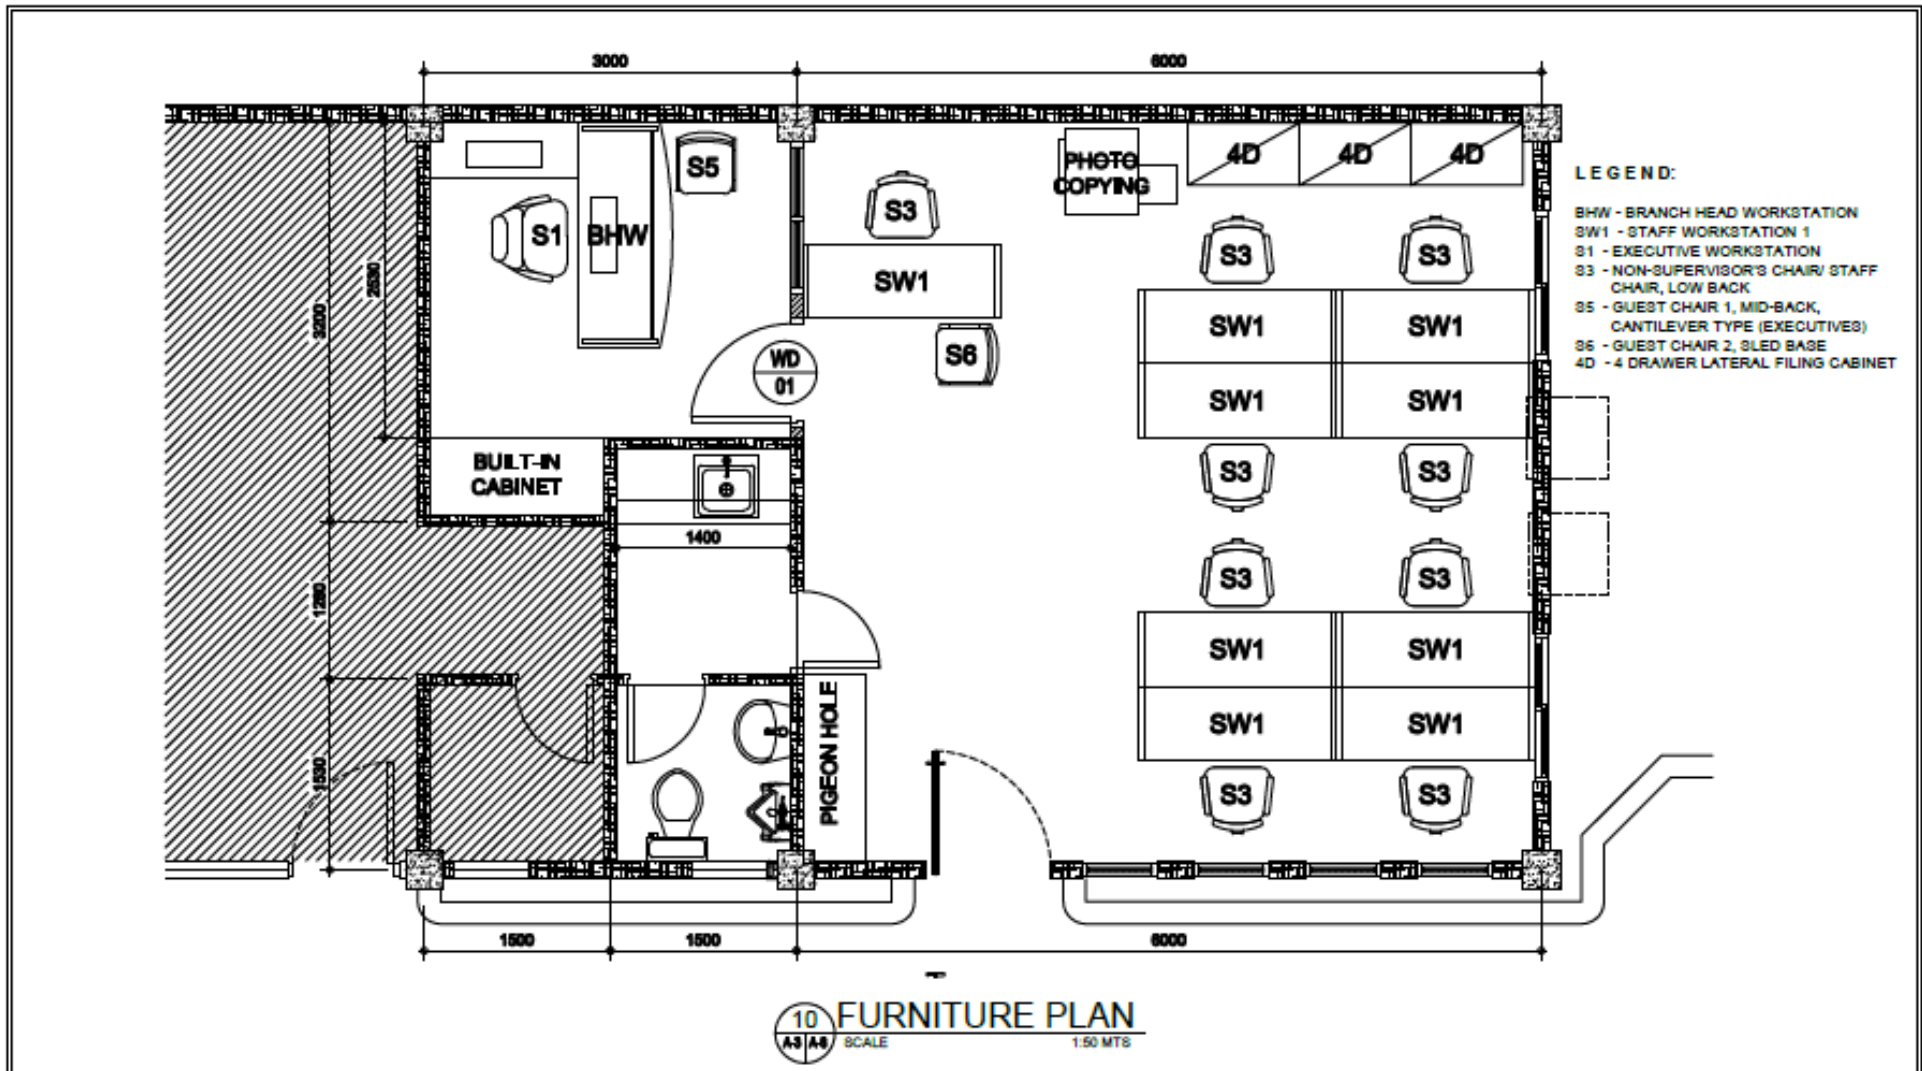 3000
6000
S5
S3
PHOTO
COPYING
4D
4D
4D
LEGEND:
BHW - BRANCH HEAD WORKSTATION
SW1 - STAFF WORKSTATION 1
S1 - EXECUTIVE WORKSTATION
S3 - NON-SUPERVISOR'S CHAIR/ STAFF
CHAIR, LOW BACK
S5 - GUEST CHAIR 1, MID-BACK,
CANTILEVER TYPE (EXECUTIVES)
S6 - GUEST CHAIR 2, SLED BASE
4D - 4 DRAWER LATERAL FILING CABINET
S1
BHW
SW1
S3
S3
2530
3200
SW1
SW1
S6
WD
01
SW1
SW1
BUILT-IN
CABINET
S3
S3
1400
S3
S3
SW1
SW1
PIGEON HOLE
SW1
SW1
1530
S3
S3
1500
1500
6000
10
FURNITURE PLAN
SCALE
1:50 MTS